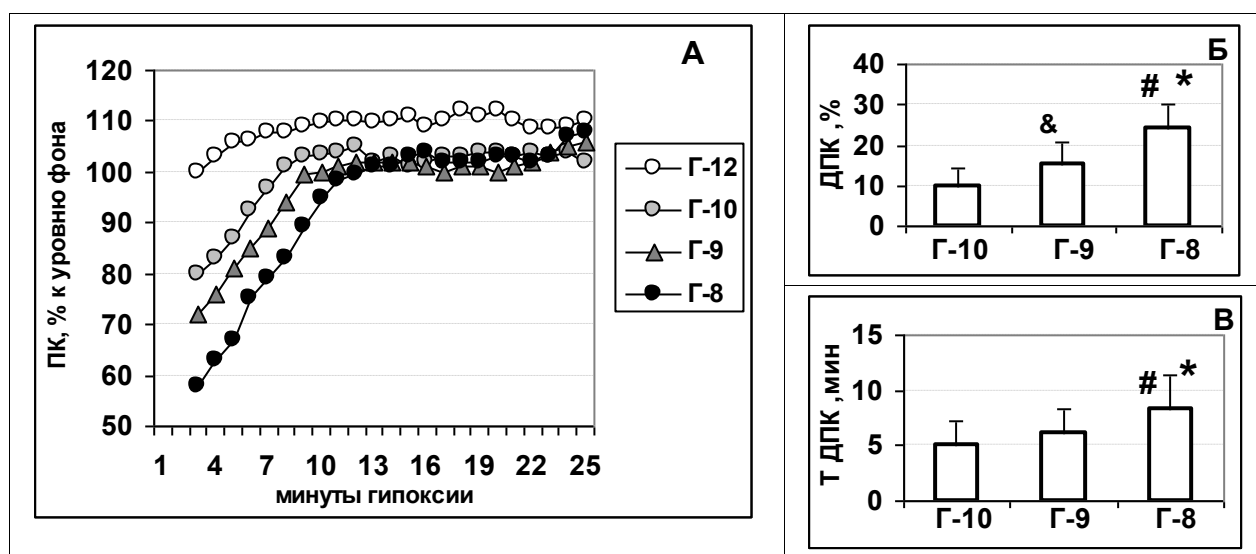 А
120
110
100
90
80
70
60
50
ПК, % к уровню фона
1 4 7 10 13 16 19 22 25
минуты гипоксии
Г-12
Г-10
Г-9
Г-8
Б
40
30
20
10
0
ДПК ,%
&
# *
Г-10 Г-9 Г-8
В
15
10
5
0
Т ДПК ,мин
# *
Г-10 Г-9 Г-8